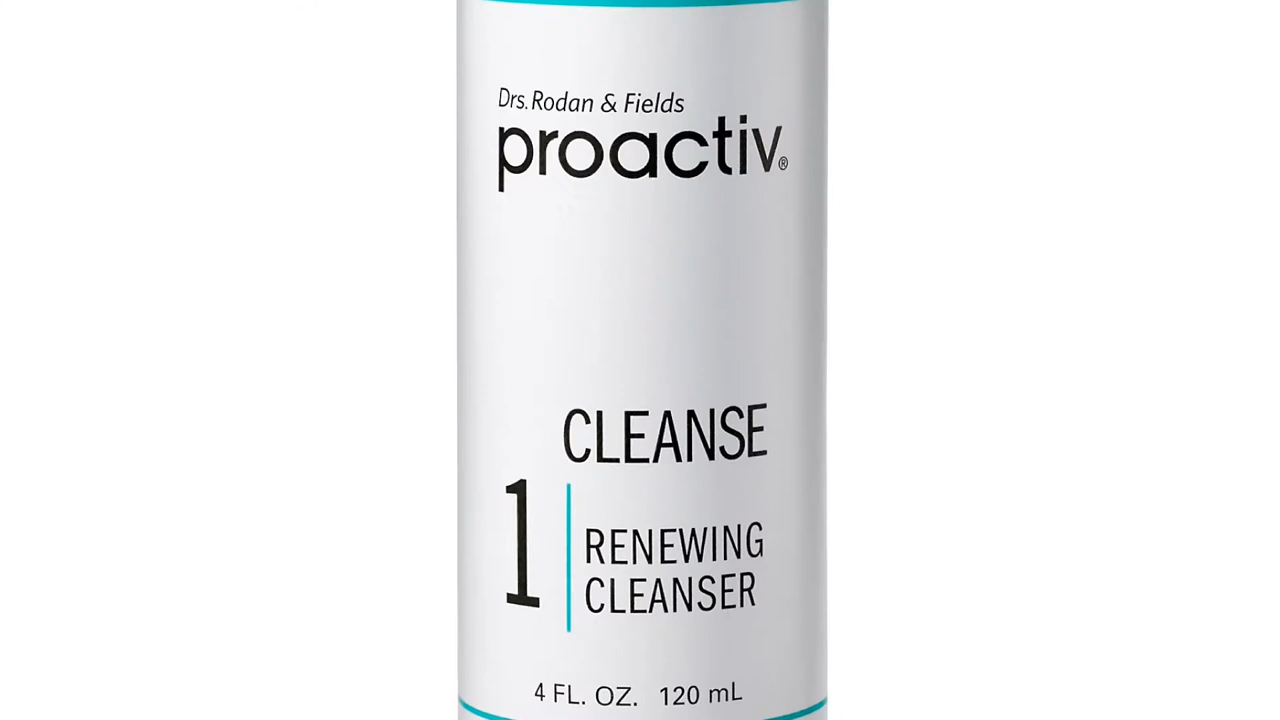 Drs. Rodan & Fields
proactiv®
CLEANSE
1
RENEWING
CLEANSER
4 FL. OZ. 120 mL